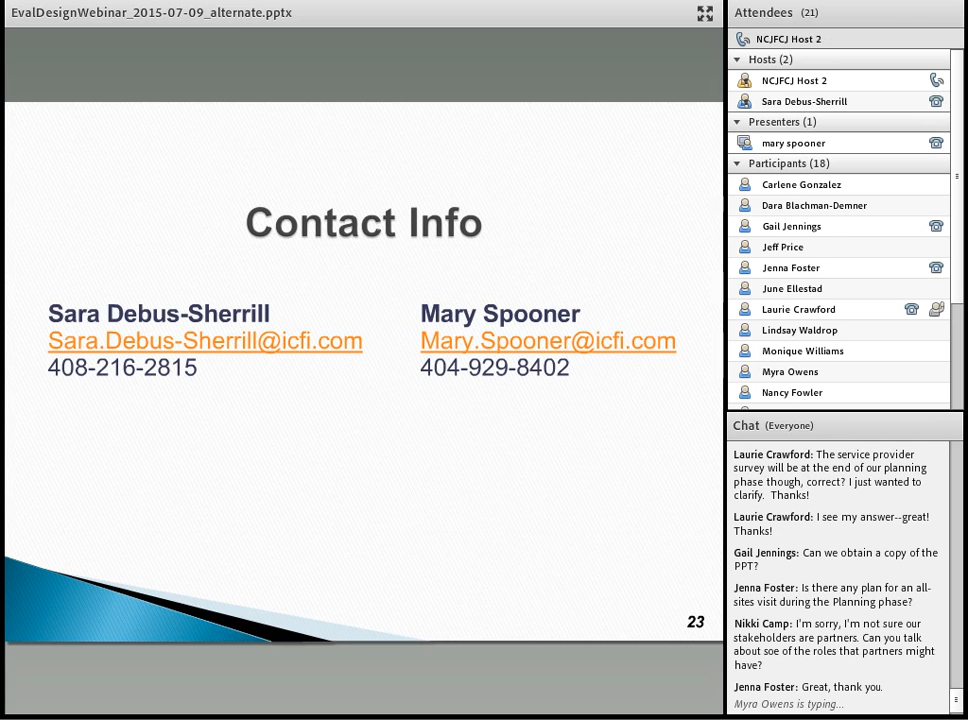 EvalDesignWebinar_2015-07-09_alternate.pptx
Contact Info
Sara Debus-Sherrill
Sara.Debus-Sherrill@icfi.com
408-216-2815
Mary Spooner
Mary.Spooner@icfi.com
404-929-8402
23
Attendees (21)
NCJFCJ Host 2
Hosts (2)
NCJFCJ Host 2
Sara Debus-Sherrill
Presenters (1)
mary spooner
Participants (18)
Carlene Gonzalez
Dara Blachman-Demner
Gail Jennings
Jeff Price
Jenna Foster
June Ellestad
Laurie Crawford
Lindsay Waldrop
Monique Williams
Myra Owens
Nancy Fowler
Chat (Everyone)
Laurie Crawford: The service provider
survey will be at the end of our planning
phase though, correct? I just wanted to
clarify. Thanks!
Laurie Crawford: I see my answer--great!
Thanks!
Gail Jennings: Can we obtain a copy of the
PPT?
Jenna Foster: Is there any plan for an all-
sites visit during the Planning phase?
Nikki Camp: I'm sorry, I'm not sure our
stakeholders are partners. Can you talk
about soe of the roles that partners might
have?
Jenna Foster: Great, thank you.
Myra Owens is typing...